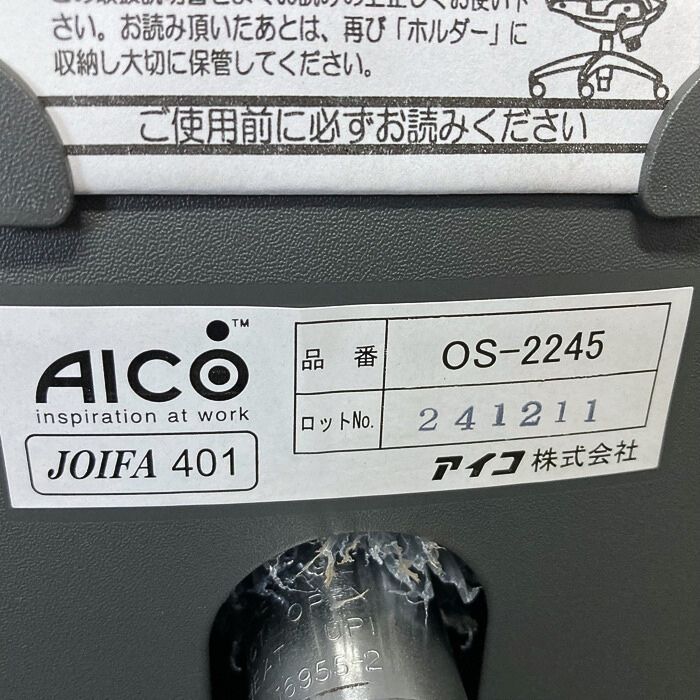 さい。お読み頂いたあとは、再び「ホルダー」に
収納し大切に保管してください。
ご使用前に必ずお読みください
AICO™
inspiration at work
JOIFA 401
品番 OS-2245
ロットNo. 241211
アイコ株式会社
16955-2